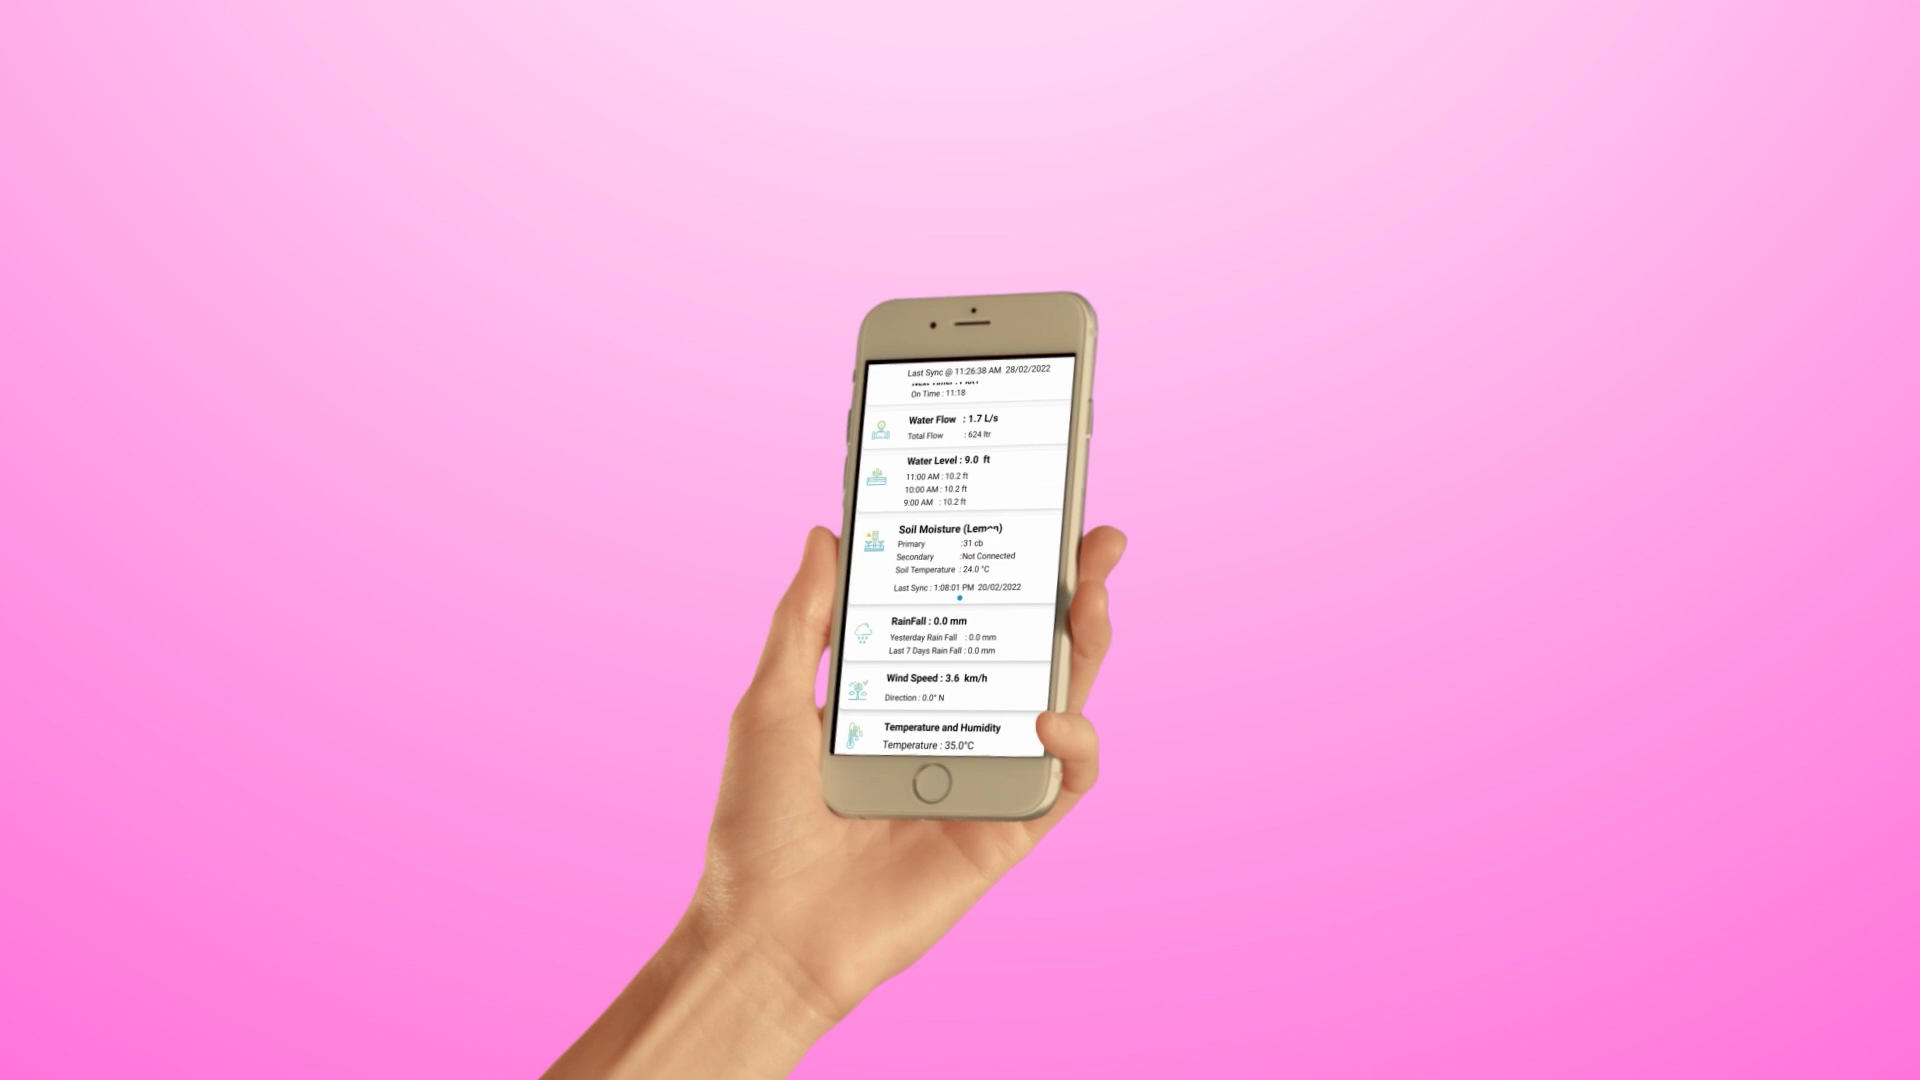 Last Sync @ 11:26:38 AM 28/02/2022
On Time : 11:18
Water Flow : 1.7 L/s
Total Flow : 624 ltr
Water Level : 9.0 ft
11:00 AM : 10.2 ft
10:00 AM : 10.2 ft
9:00 AM : 10.2 ft
Soil Moisture (Lemon)
Primary :31 cb
Secondary :Not Connected
Soil Temperature : 24.0 °C
Last Sync : 1:08:01 PM 20/02/2022
RainFall : 0.0 mm
Yesterday Rain Fall : 0.0 mm
Last 7 Days Rain Fall : 0.0 mm
Wind Speed : 3.6 km/h
Direction : 0.0° N
Temperature and Humidity
Temperature : 35.0°C